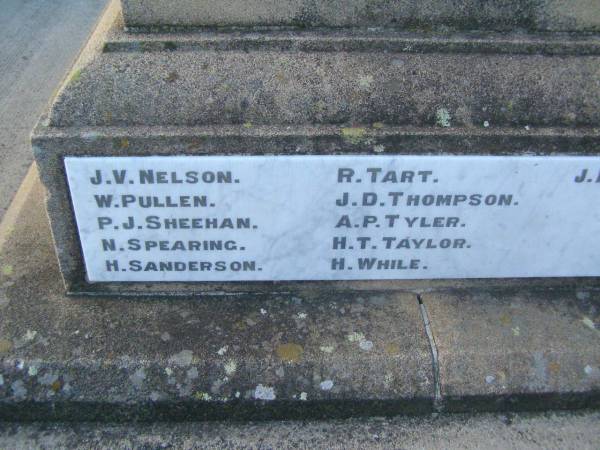 J.V. NELSON.
W. PULLEN.
P.J. SHEEHAN.
N. SPEARING.
H. SANDERSON.
R. TART.
J.D. THOMPSON.
A.P. TYLER.
H.T. TAYLOR.
H. WHILE.
J.